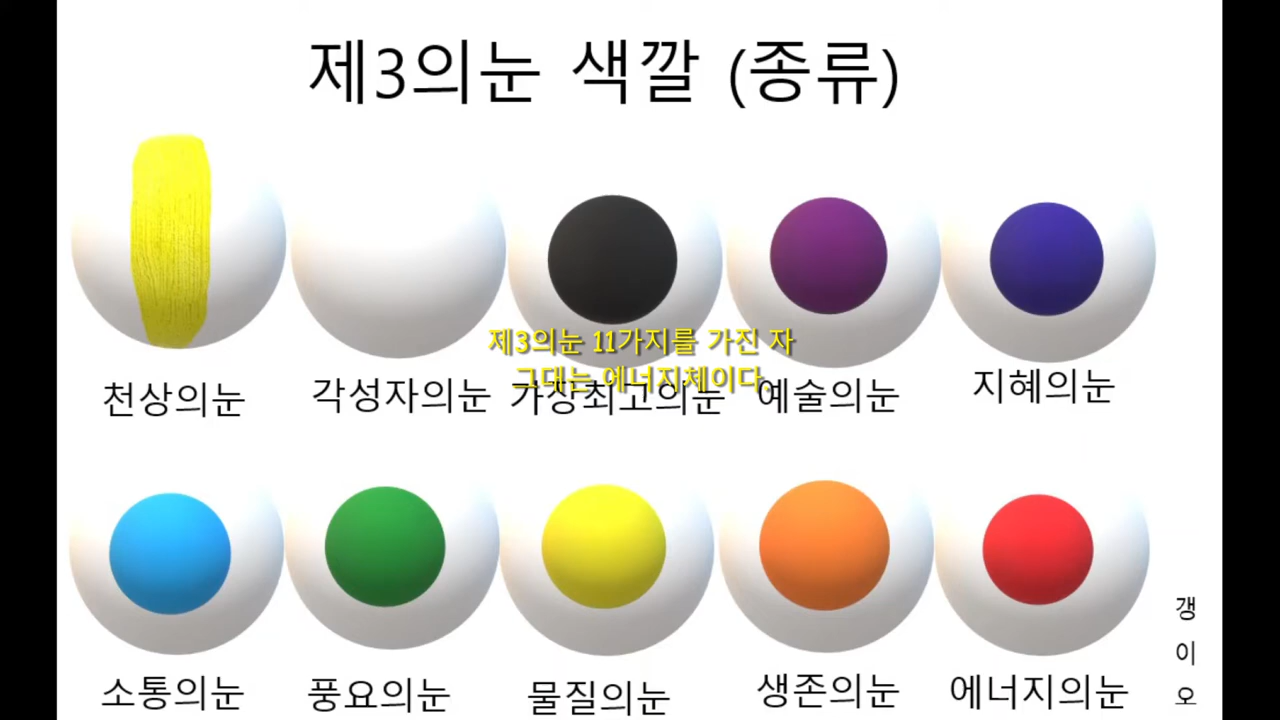 제3의눈 색깔 (종류)
제3의눈 11가지를 가진 자
그대는 에너지체이다.
천상의눈 각성자의눈 가장최고의눈 예술의눈 지혜의눈
소통의눈 풍요의눈 물질의눈 생존의눈 에너지의눈
갱
이
오